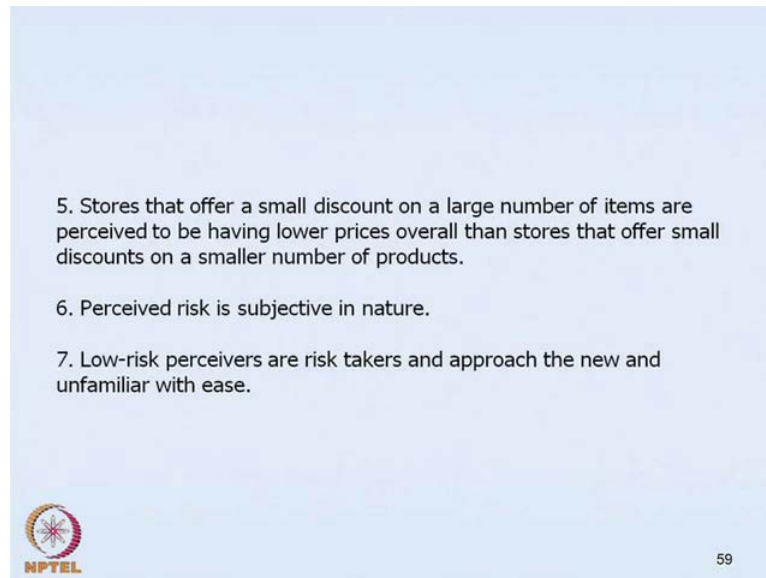 5. Stores that offer a small discount on a large number of items are
perceived to be having lower prices overall than stores that offer small
discounts on a smaller number of products.
6. Perceived risk is subjective in nature.
7. Low-risk perceivers are risk takers and approach the new and
unfamiliar with ease.
NPTEL
59